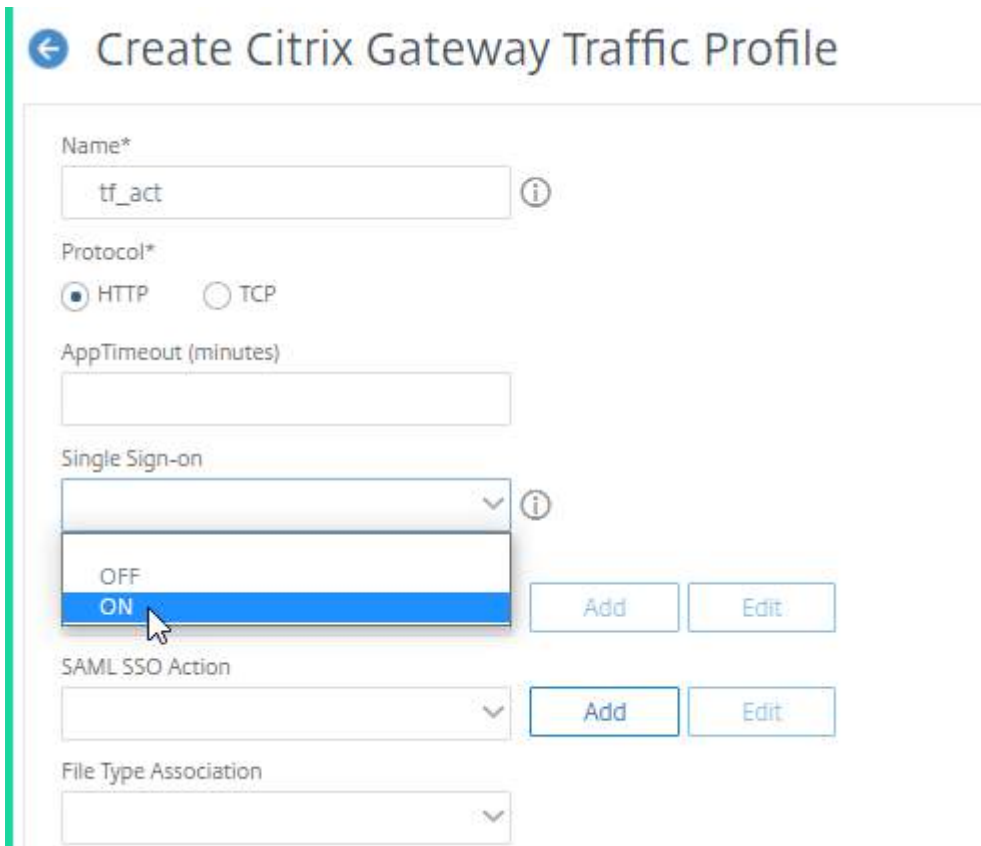 Create Citrix Gateway Traffic Profile
Name*
tf_act
Protocol*
HTTP TCP
AppTimeout (minutes)
Single Sign-on
OFF
ON
Add Edit
SAML SSO Action
Add Edit
File Type Association